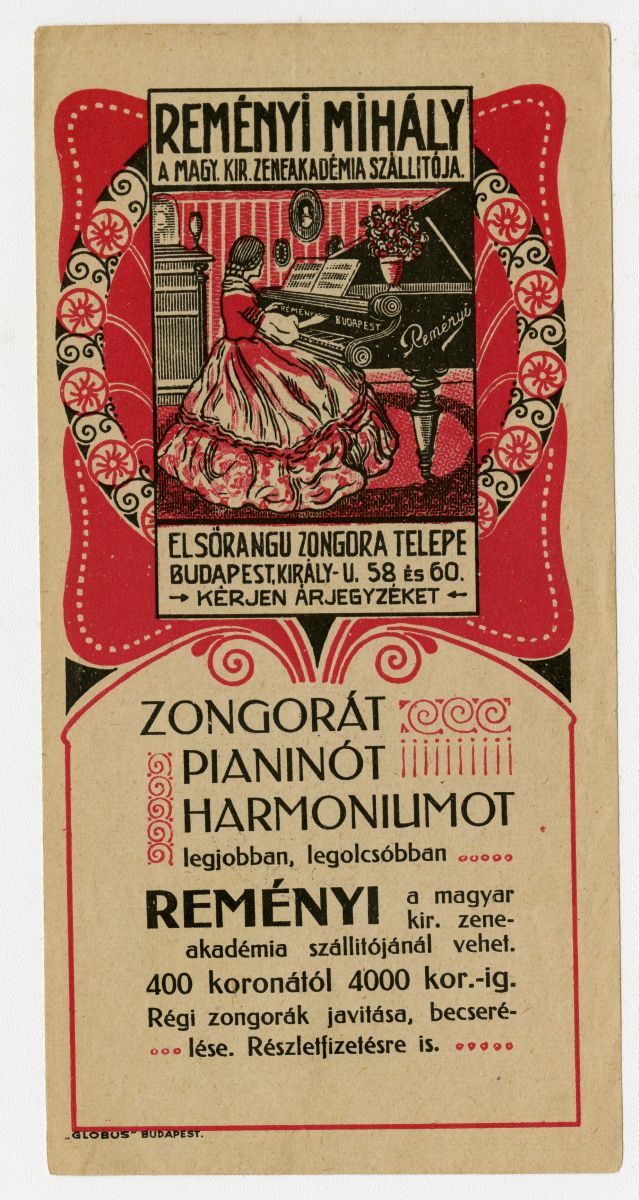 REMÉNYI MIHÁLY
A MAGY. KIR. ZENEAKADÉMIA SZÁLLITÓJA.
REMÉNYI BUDAPEST
Reményi
ELSŐRANGU ZONGORA TELEPE
BUDAPEST, KIRÁLY-U. 58 és 60.
→ KÉRJEN ÁRJEGYZÉKET ←
ZONGORÁT
PIANINÓT
HARMONIUMOT
legjobban, legolcsóbban
REMÉNYI a magyar
kir. zene-
akadémia szállitójánál vehet.
400 koronától 4000 kor.-ig.
Régi zongorák javitása, becseré-
lése. Részletfizetésre is.
„GLOBUS" BUDAPEST.